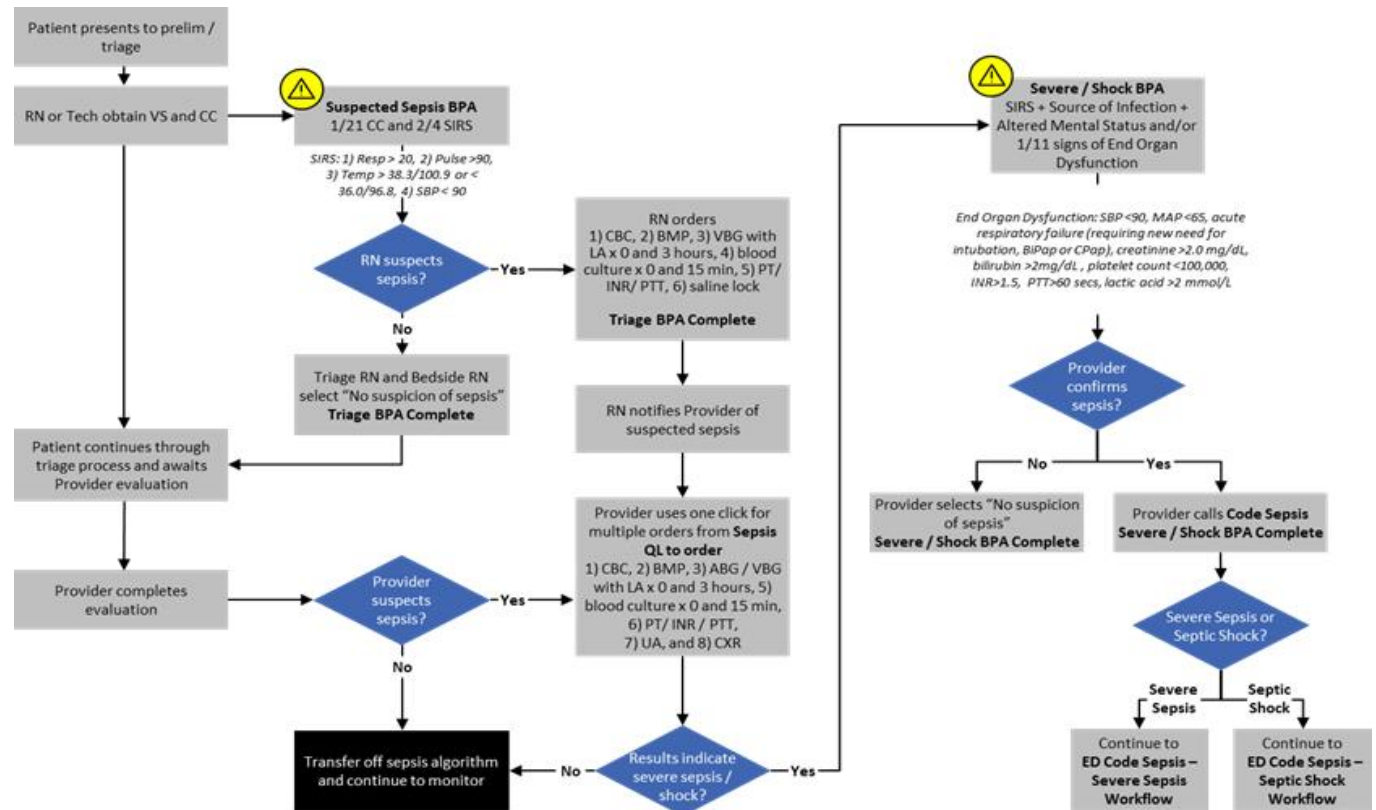 Patient presents to prelim /
triage
RN or Tech obtain VS and CC
Suspected Sepsis BPA
1/21 CC and 2/4 SIRS
SIRS: 1) Resp > 20, 2) Pulse >90,
3) Temp > 38.3/100.9 or <
36.0/96.8, 4) SBP < 90
RN suspects
sepsis?
Yes
No
Triage RN and Bedside RN
select “No suspicion of sepsis”
Triage BPA Complete
Patient continues through
triage process and awaits
Provider evaluation
Provider completes
evaluation
Provider
suspects
sepsis?
Yes
No
Transfer off sepsis algorithm
and continue to monitor
RN orders
1) CBC, 2) BMP, 3) VBG with
LA x 0 and 3 hours, 4) blood
culture x 0 and 15 min, 5) PT/
INR/ PTT, 6) saline lock
Triage BPA Complete
RN notifies Provider of
suspected sepsis
Provider uses one click for
multiple orders from Sepsis
QL to order
1) CBC, 2) BMP, 3) ABG / VBG
with LA x 0 and 3 hours, 5)
blood culture x 0 and 15 min,
6) PT/ INR / PTT,
7) UA, and 8) CXR
Results indicate
severe sepsis /
shock?
No
Yes
Severe / Shock BPA
SIRS + Source of Infection +
Altered Mental Status and/or
1/11 signs of End Organ
Dysfunction
End Organ Dysfunction: SBP <90, MAP <65, acute
respiratory failure (requiring new need for
intubation, BiPap or CPap), creatinine >2.0 mg/dL,
bilirubin >2mg/dL , platelet count <100,000,
INR>1.5, PTT>60 secs, lactic acid >2 mmol/L
Provider
confirms
sepsis?
No
Yes
Provider selects “No suspicion
of sepsis”
Severe / Shock BPA Complete
Provider calls Code Sepsis
Severe / Shock BPA Complete
Severe Sepsis or
Septic Shock?
Severe
Sepsis
Septic
Shock
Continue to
ED Code Sepsis –
Severe Sepsis
Workflow
Continue to
ED Code Sepsis –
Septic Shock
Workflow